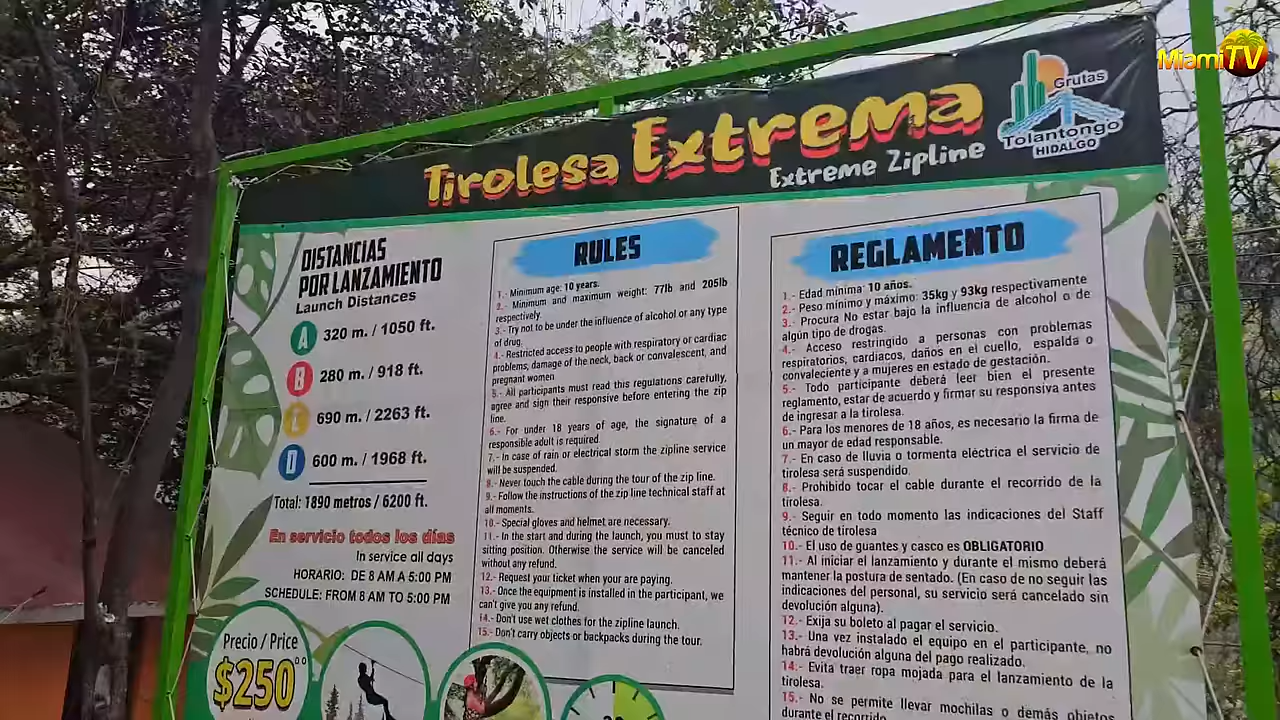 MiamiTV
Grutas
Tolantongo
HIDALGO
Tirolesa Extrema
Extreme Zipline
DISTANCIAS
POR LANZAMIENTO
Launch Distances
A 320 m. / 1050 ft.
B 280 m. / 918 ft.
C 690 m. / 2263 ft.
D 600 m. / 1968 ft.
Total: 1890 metros / 6200 ft.
En servicio todos los días
In service all days
HORARIO: DE 8 AM A 5:00 PM
SCHEDULE: FROM 8 AM TO 5:00 PM
Precio / Price
$250⁰⁰
RULES
1.- Minimum age: 10 years.
2.- Minimum and maximum weight: 77lb and 205lb
respectively.
3.- Try not to be under the influence of alcohol or any type
of drug.
4.- Restricted access to people with respiratory or cardiac
problems, damage of the neck, back or convalescent, and
pregnant women
5.- All participants must read this regulations carefully,
agree and sign their responsive before entering the zip
line.
6.- For under 18 years of age, the signature of a
responsible adult is required.
7.- In case of rain or electrical storm the zipline service
will be suspended.
8.- Never touch the cable during the tour of the zip line.
9.- Follow the instructions of the zip line technical staff at
all moments.
10.- Special gloves and helmet are necessary.
11.- In the start and during the launch, you must to stay
sitting position. Otherwise the service will be canceled
without any refund.
12.- Request your ticket when your are paying.
13.- Once the equipment is installed in the participant, we
can't give you any refund.
14.- Don't use wet clothes for the zipline launch.
15.- Don't carry objects or backpacks during the tour.
REGLAMENTO
1.- Edad mínima: 10 años.
2.- Peso mínimo y máximo: 35kg y 93kg respectivamente
3.- Procura No estar bajo la influencia de alcohol o de
algún tipo de drogas.
4.- Acceso restringido a personas con problemas
respiratorios, cardiacos, daños en el cuello, espalda o
convaleciente y a mujeres en estado de gestación.
5.- Todo participante deberá leer bien el presente
reglamento, estar de acuerdo y firmar su responsiva antes
de ingresar a la tirolesa.
6.- Para los menores de 18 años, es necesario la firma de
un mayor de edad responsable.
7.- En caso de lluvia o tormenta eléctrica el servicio de
tirolesa será suspendido.
8.- Prohibido tocar el cable durante el recorrido de la
tirolesa.
9.- Seguir en todo momento las indicaciones del Staff
técnico de tirolesa
10.- El uso de guantes y casco es OBLIGATORIO
11.- Al iniciar el lanzamiento y durante el mismo deberá
mantener la postura de sentado. (En caso de no seguir las
indicaciones del personal, su servicio será cancelado sin
devolución alguna).
12.- Exija su boleto al pagar el servicio.
13.- Una vez instalado el equipo en el participante, no
habrá devolución alguna del pago realizado.
14.- Evita traer ropa mojada para el lanzamiento de la
tirolesa.
15.- No se permite llevar mochilas o demás objetos
durante el recorrido.